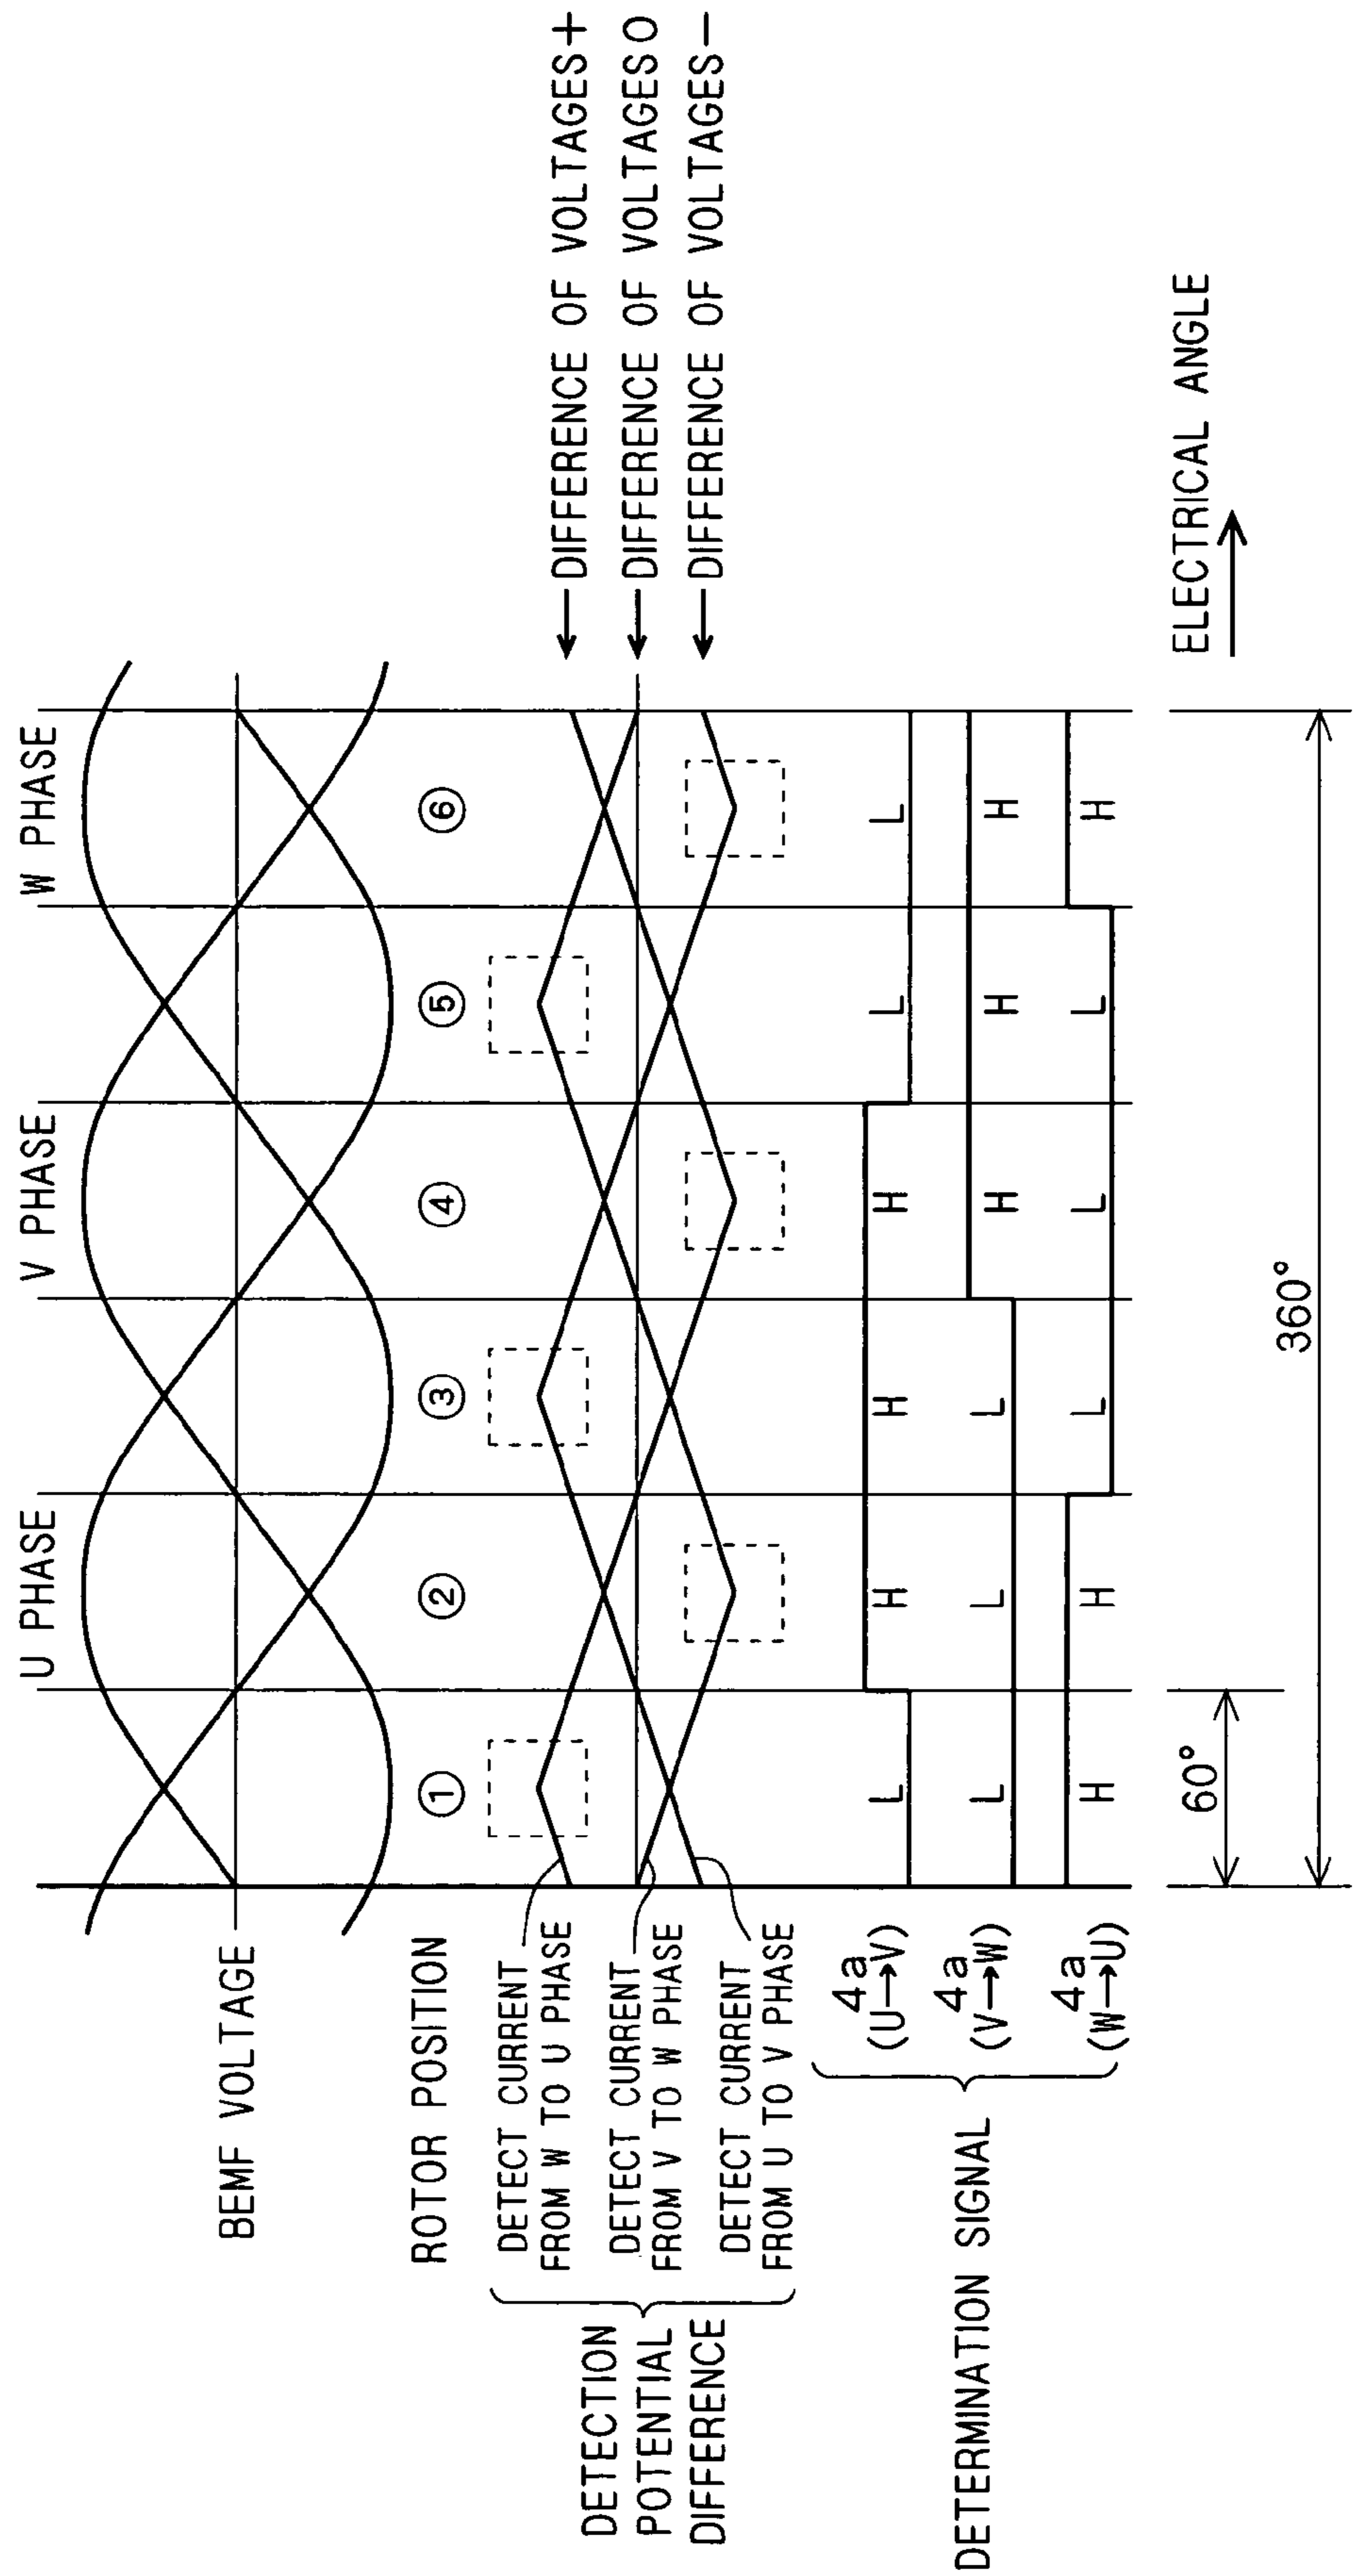 U PHASE
V PHASE
W PHASE
BEMF VOLTAGE
ROTOR POSITION
① ② ③ ④ ⑤ ⑥
DETECTION
POTENTIAL
DIFFERENCE
DETECT CURRENT
FROM W TO U PHASE
DETECT CURRENT
FROM V TO W PHASE
DETECT CURRENT
FROM U TO V PHASE
DIFFERENCE OF VOLTAGES+
DIFFERENCE OF VOLTAGES0
DIFFERENCE OF VOLTAGES-
DETERMINATION SIGNAL
4a
(U→V)
L H H H L L
4a
(V→W)
L L L H H H
4a
(W→U)
H H L L L H
60°
360°
ELECTRICAL ANGLE